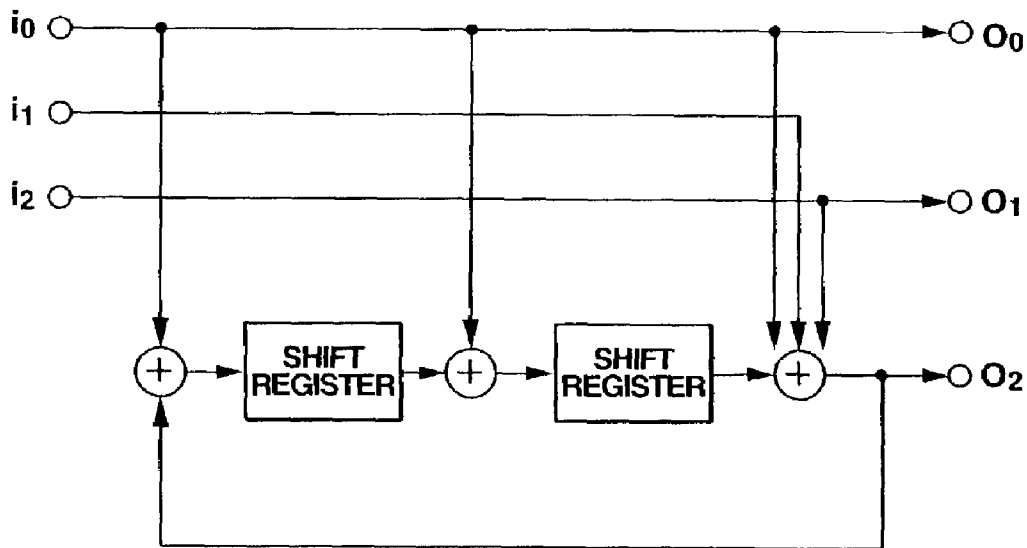 i₀ O₀
i₁
i₂ O₁
+ SHIFT REGISTER + SHIFT REGISTER + O₂